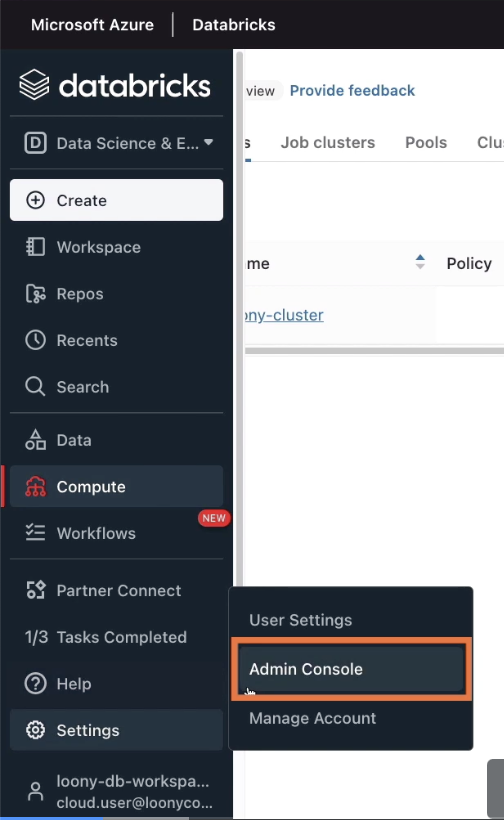 Microsoft Azure | Databricks
databricks
view Provide feedback
D Data Science & E...
s Job clusters Pools Clu
Create
Workspace
me Policy
Repos
ony-cluster
Recents
Search
Data
Compute
NEW
Workflows
Partner Connect
User Settings
1/3 Tasks Completed
Admin Console
Help
Manage Account
Settings
loony-db-workspa...
cloud.user@loonyco...